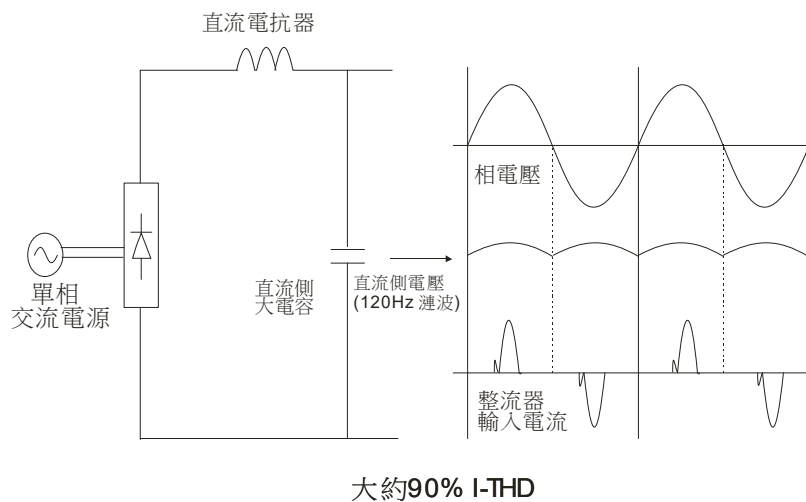 直流電抗器
單相
交流電源
直流側
大電容
直流側電壓
(120Hz 漣波)
相電壓
整流器
輸入電流
大約90% I-THD